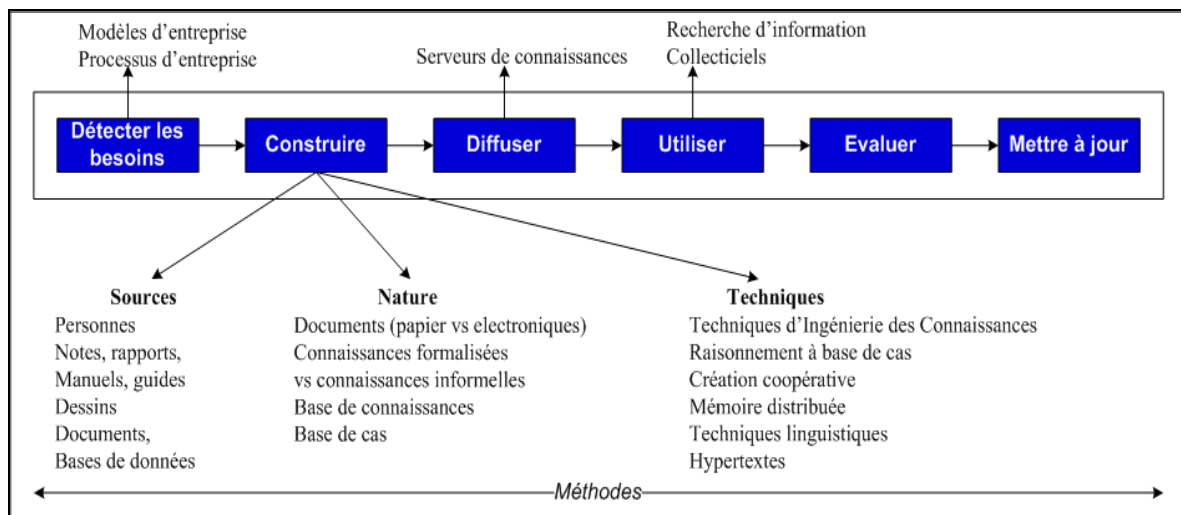 Modèles d'entreprise
Processus d'entreprise
Serveurs de connaissances
Recherche d'information
Collecticiels
Détecter les
besoins
Construire
Diffuser
Utiliser
Evaluer
Mettre à jour
Sources
Personnes
Notes, rapports,
Manuels, guides
Dessins
Documents,
Bases de données
Nature
Documents (papier vs electroniques)
Connaissances formalisées
vs connaissances informelles
Base de connaissances
Base de cas
Techniques
Techniques d'Ingénierie des Connaissances
Raisonnement à base de cas
Création coopérative
Mémoire distribuée
Techniques linguistiques
Hypertextes
Méthodes